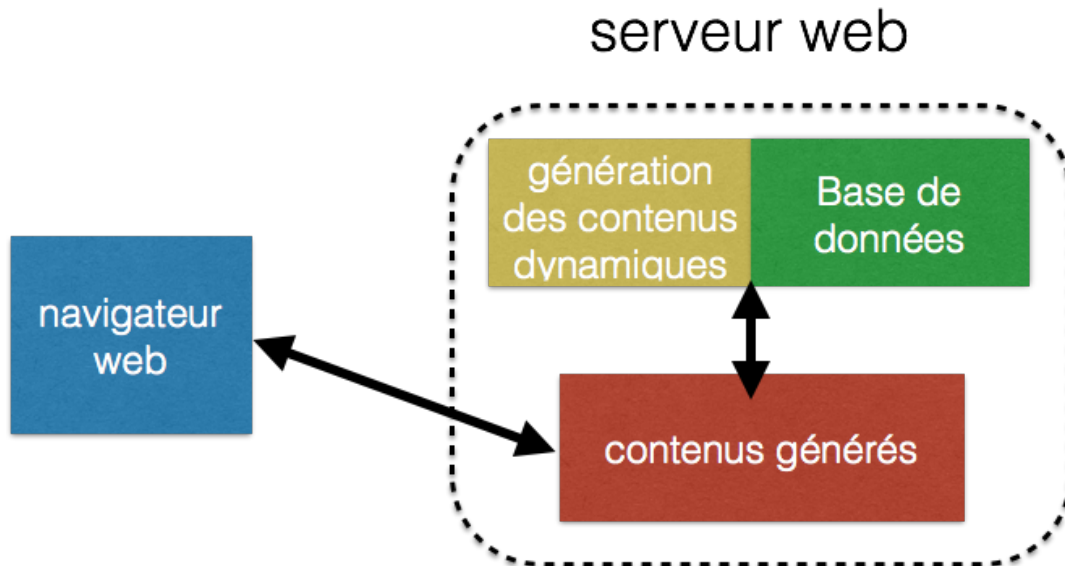 serveur web
génération
des contenus
dynamiques
Base de
données
navigateur
web
contenus générés